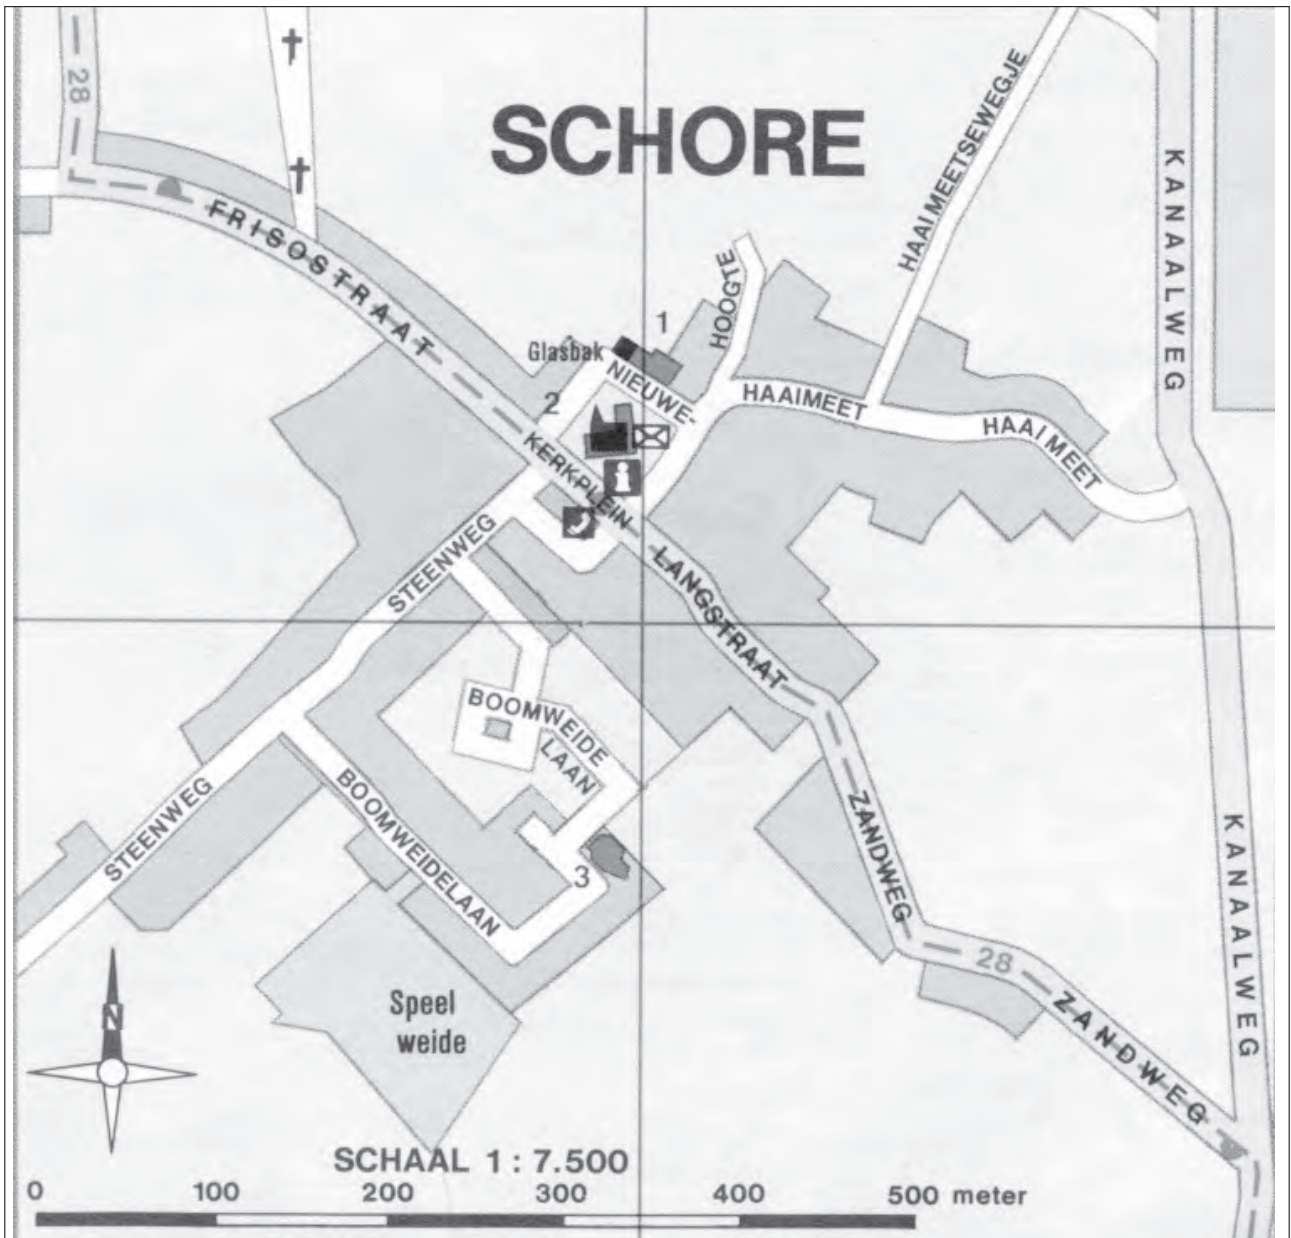 28
SCHORE
HAAIMEETSEWEGJE
KANAALWEG
FRISOSTRAAT
HOOGTE
1
Glasbak
NIEUWE-
2
HAAIMEET
HAAIMEET
KERKPLEIN
STEENWEG
LANGSTRAAT
BOOMWEIDE
LAAN
STEENWEG
BOOMWEIDELAAN
ZANDWEG
KANAALWEG
3
28
Speel
weide
ZANDWEG
N
SCHAAL 1 : 7.500
0 100 200 300 400 500 meter